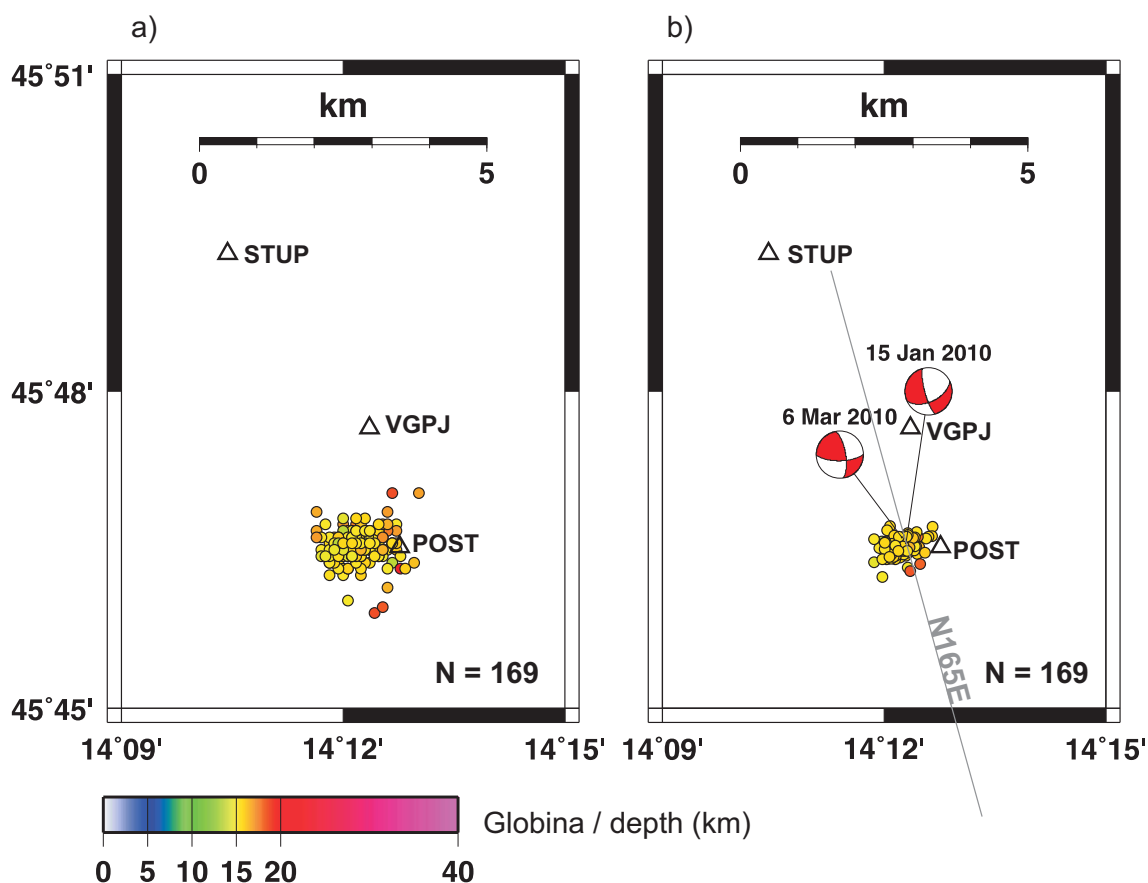 a)
b)
45°51'
km
km
0 5
0 5
STUP
STUP
15 Jan 2010
45°48'
6 Mar 2010
VGPJ
VGPJ
POST
POST
N165E
N = 169
N = 169
45°45'
14°09' 14°12' 14°15'
14°09' 14°12' 14°15'
Globina / depth (km)
0 5 10 15 20 40